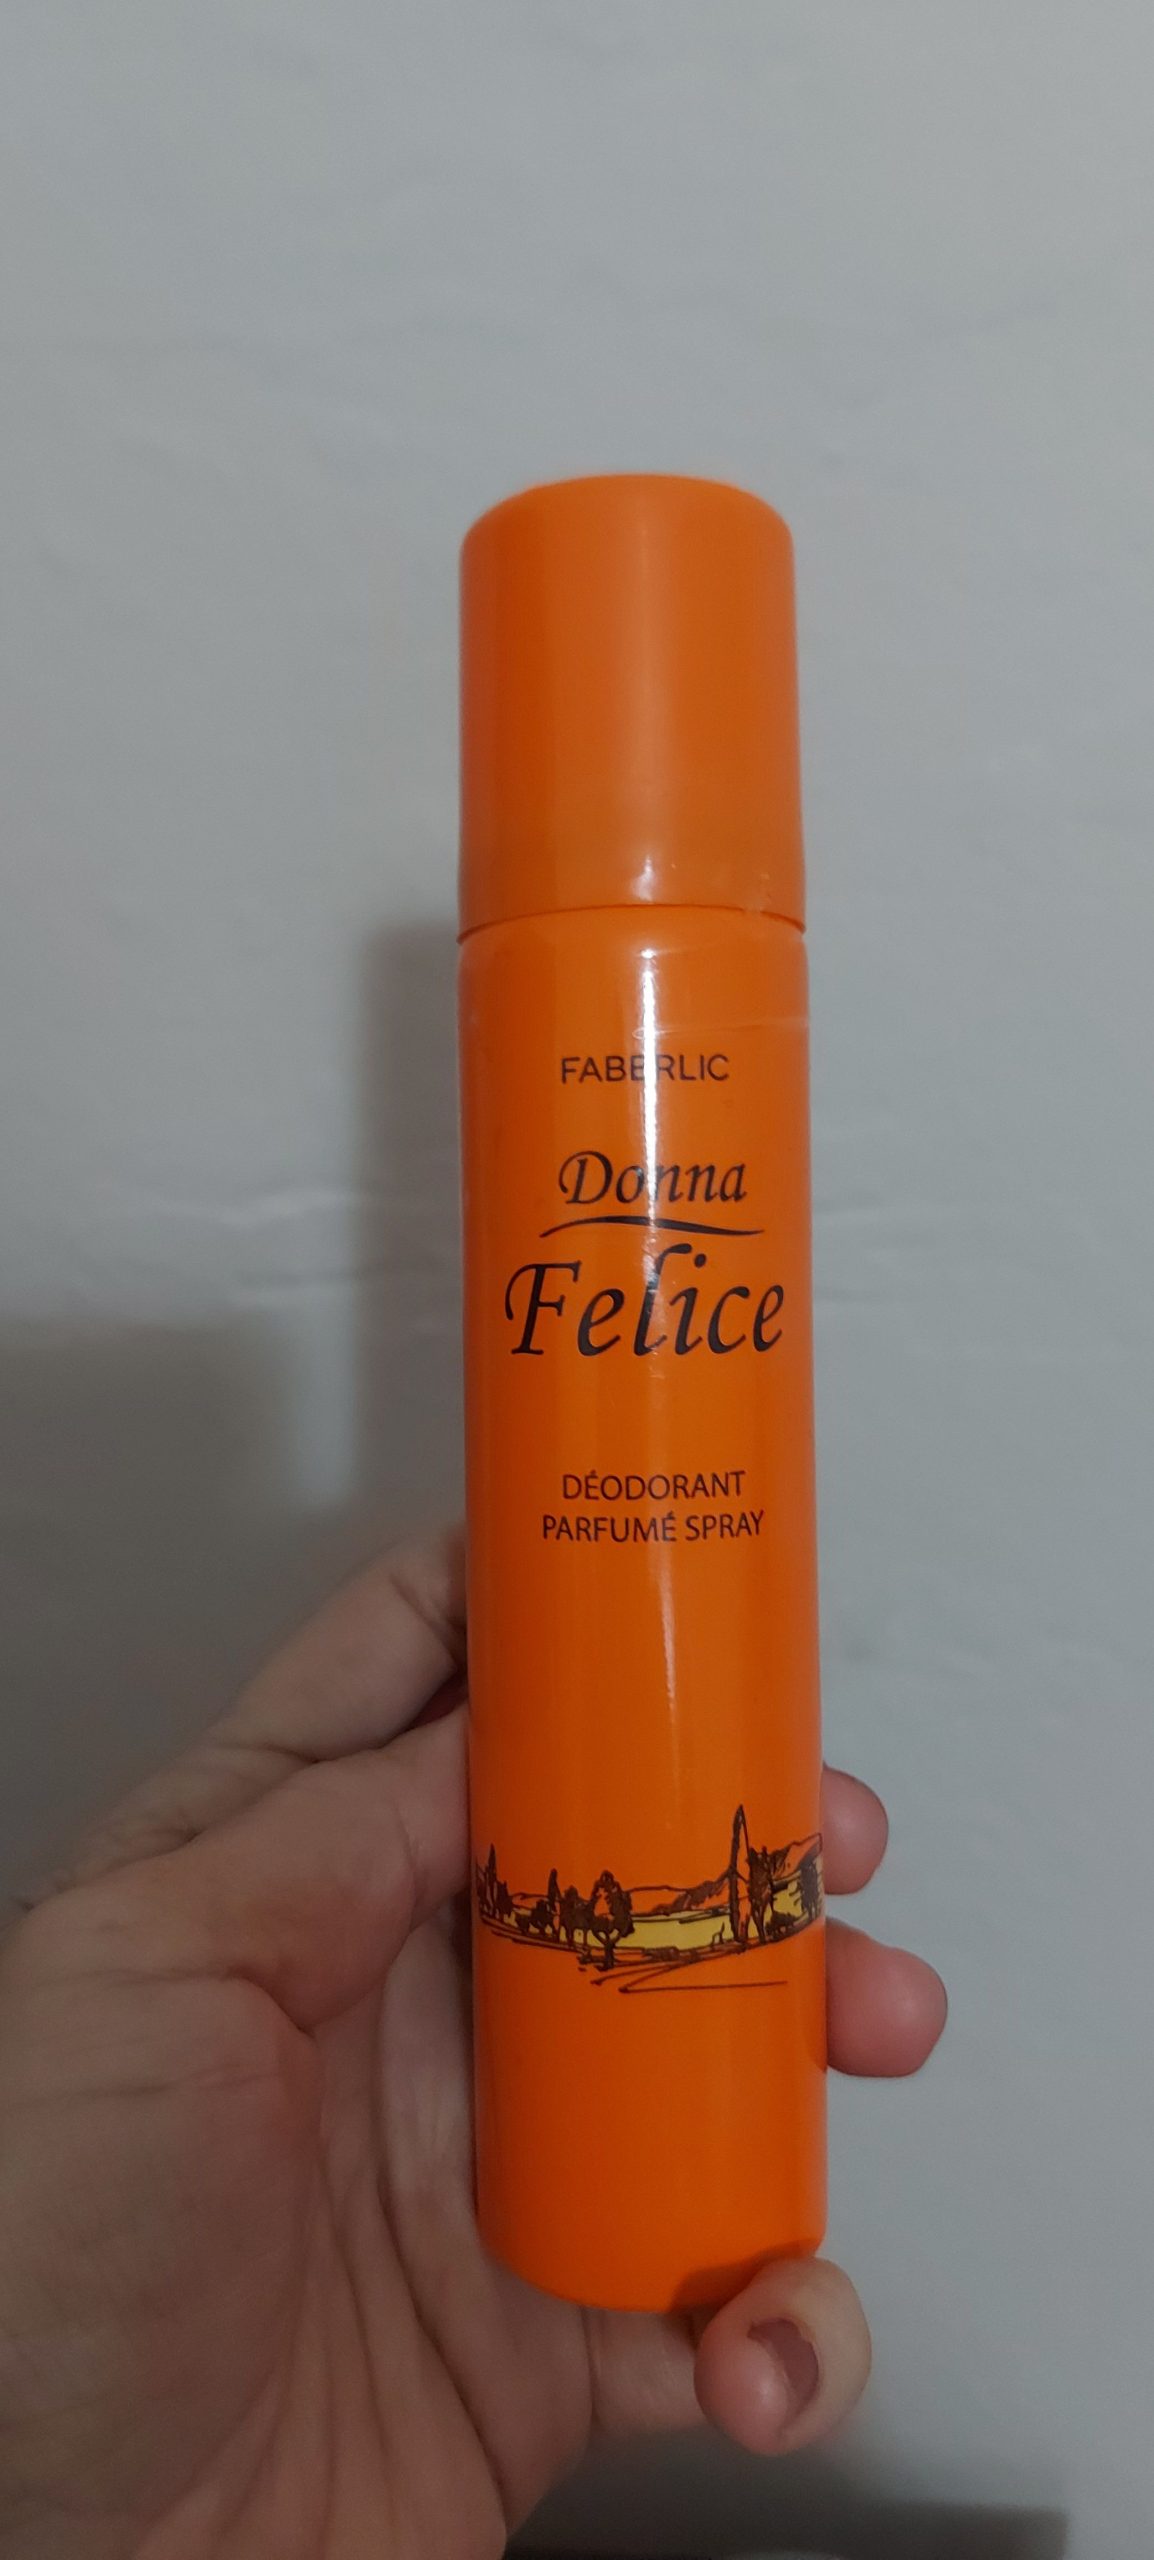 FABERLIC
Donna
Felice
DÉODORANT
PARFUMÉ SPRAY